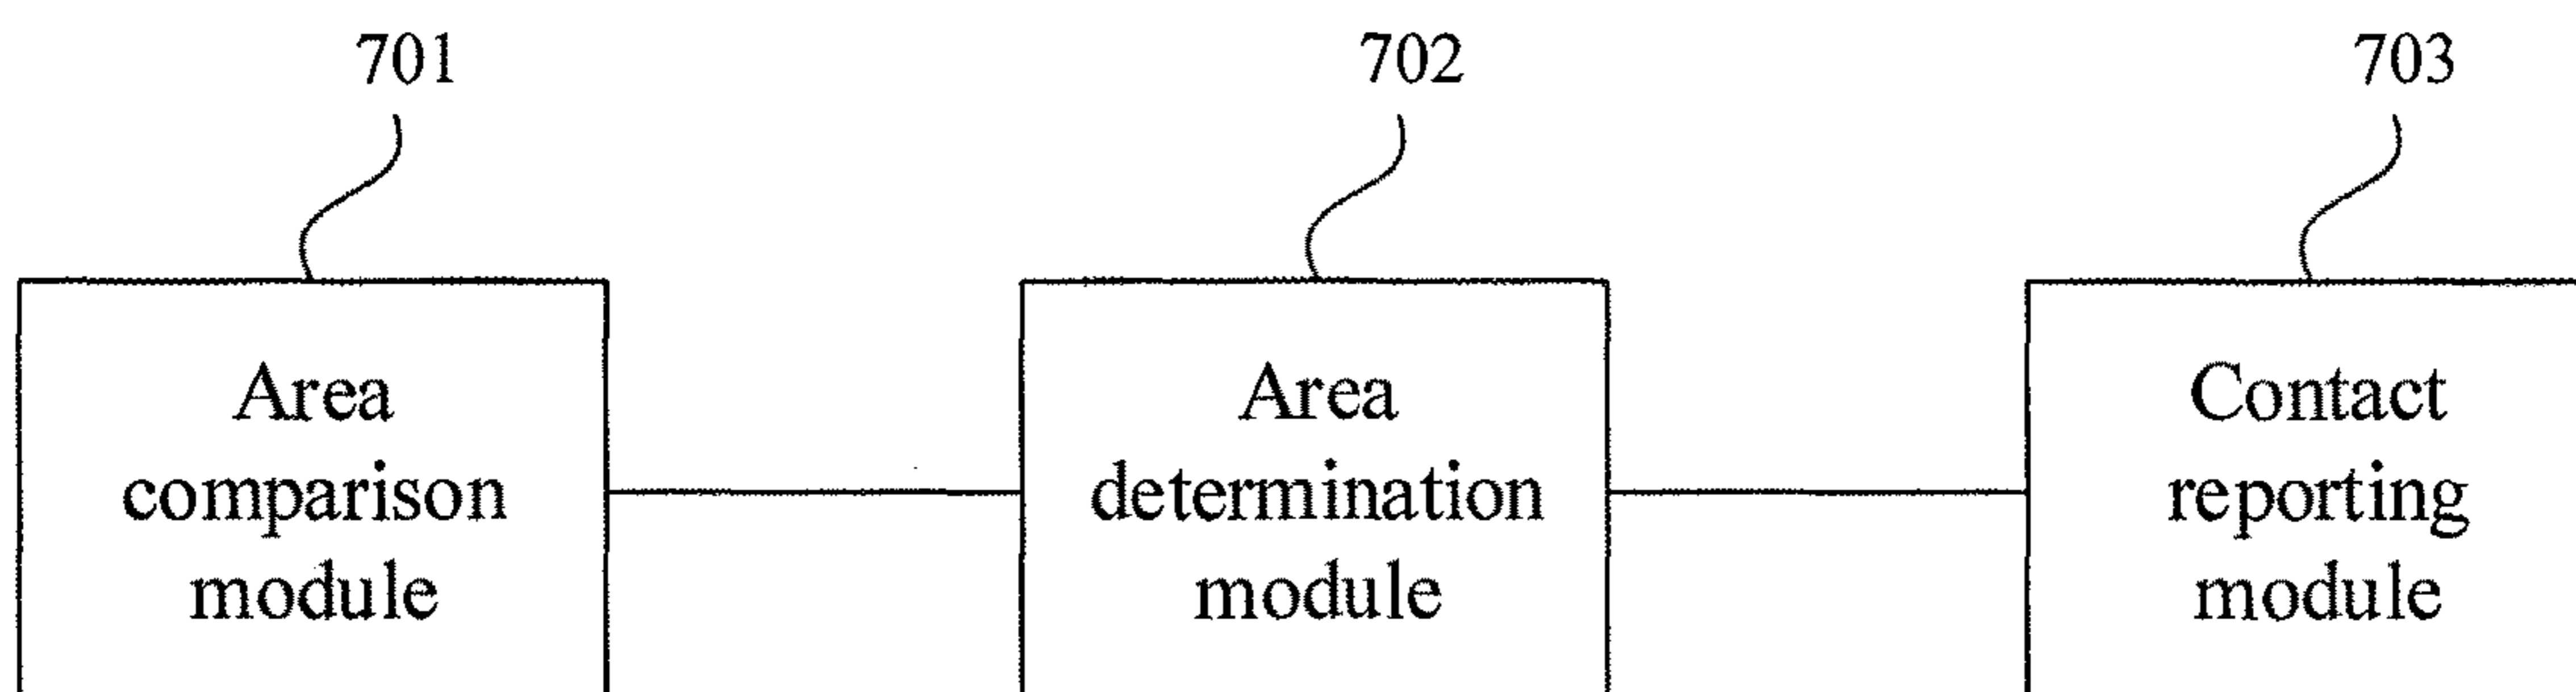 701
702
703
Area
comparison
module
Area
determination
module
Contact
reporting
module